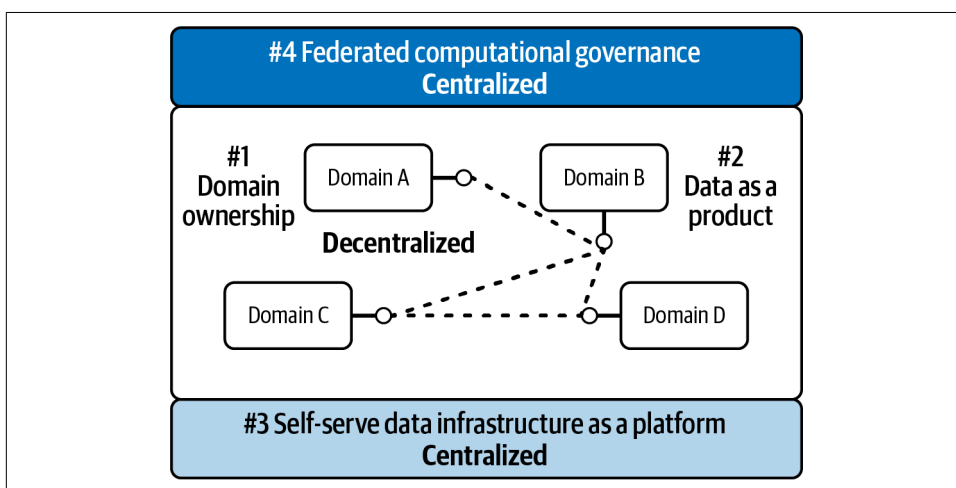 #4 Federated computational governance
Centralized
#1
Domain
ownership
Domain A
Domain B
#2
Data as a
product
Decentralized
Domain C
Domain D
#3 Self-serve data infrastructure as a platform
Centralized